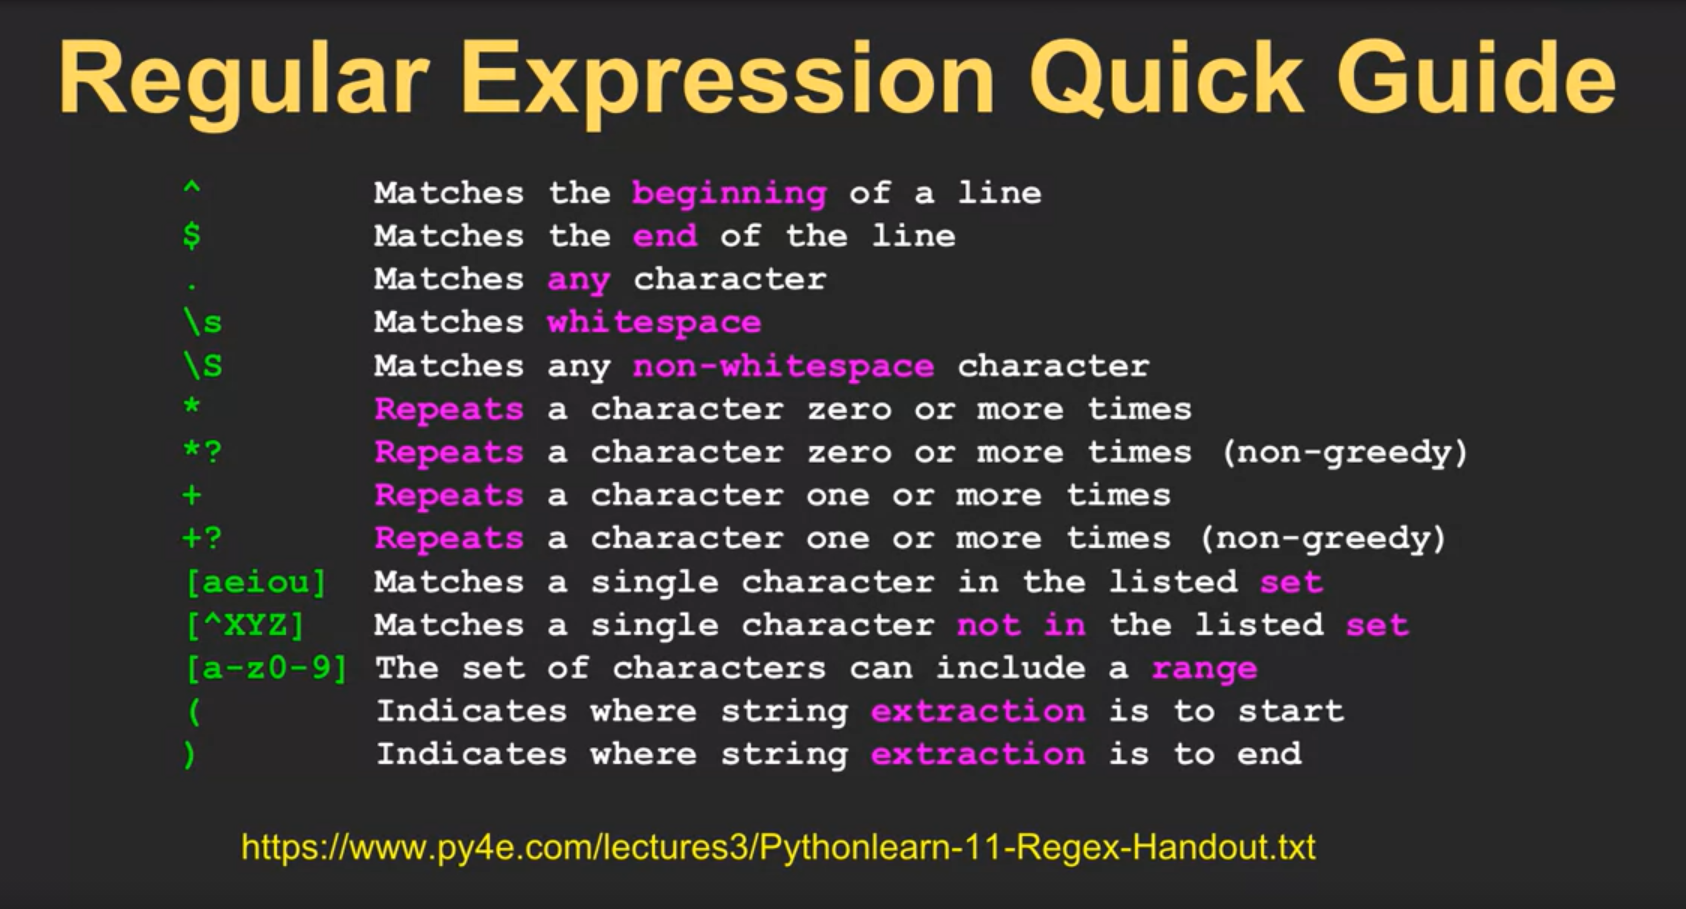 Regular Expression Quick Guide
^ Matches the beginning of a line
$ Matches the end of the line
. Matches any character
\s Matches whitespace
\S Matches any non-whitespace character
* Repeats a character zero or more times
*? Repeats a character zero or more times (non-greedy)
+ Repeats a character one or more times
+? Repeats a character one or more times (non-greedy)
[aeiou] Matches a single character in the listed set
[^XYZ] Matches a single character not in the listed set
[a-z0-9] The set of characters can include a range
( Indicates where string extraction is to start
) Indicates where string extraction is to end
https://www.py4e.com/lectures3/Pythonlearn-11-Regex-Handout.txt